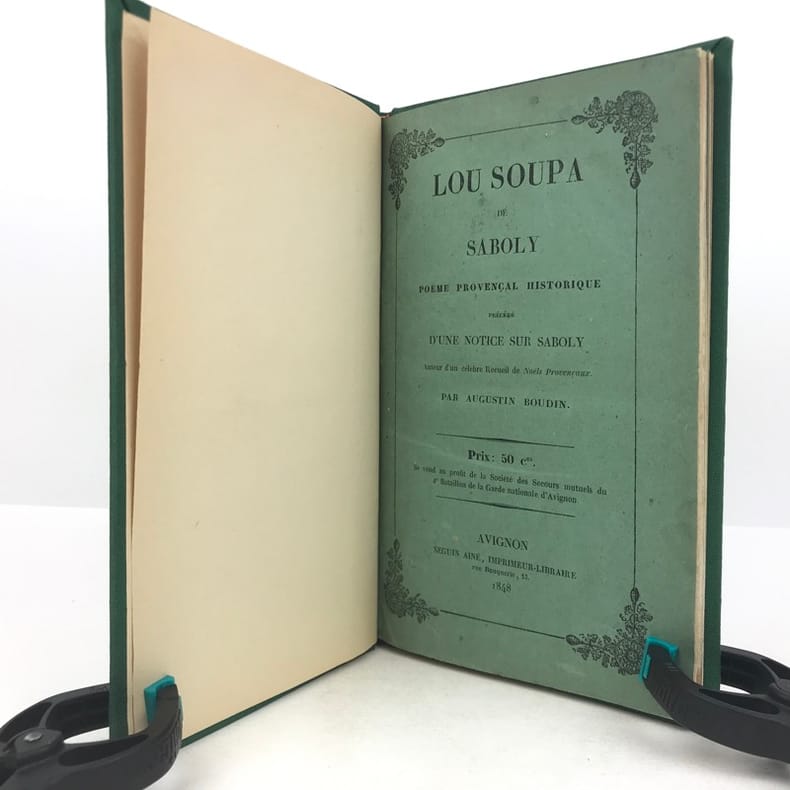 LOU SOUPA
DE
SABOLY
POEME PROVENÇAL HISTORIQUE
PRÉCÉDÉ
D'UNE NOTICE SUR SABOLY
Auteur d'un célèbre Recueil de Noëls Provençaux.
PAR AUGUSTIN BOUDIN.
Prix: 50 c.es.
Se vend au profit de la Société des Secours mutuels du
4e Bataillon de la Garde nationale d'Avignon
AVIGNON
SEGUIN AINÉ, IMPRIMEUR-LIBRAIRE
rue Bouquerie, 13.
1848